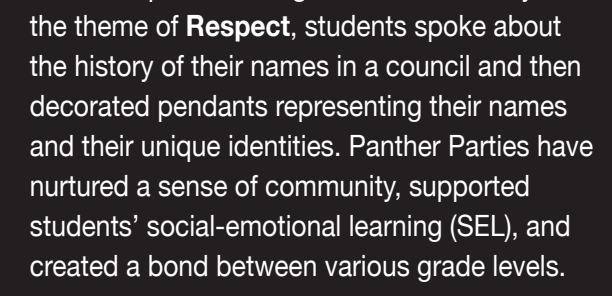 the theme of Respect, students spoke about
the history of their names in a council and then
decorated pendants representing their names
and their unique identities. Panther Parties have
nurtured a sense of community, supported
students’ social-emotional learning (SEL), and
created a bond between various grade levels.